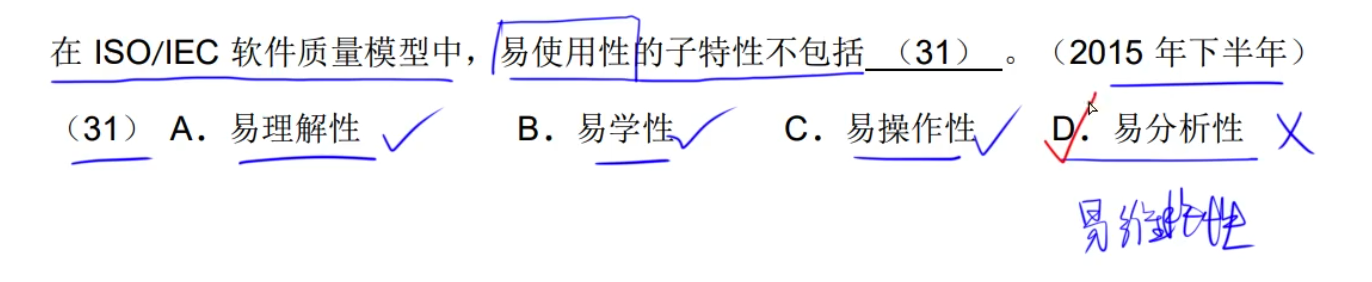 在 ISO/IEC 软件质量模型中，易使用性的子特性不包括 （31） 。（2015 年下半年）
（31） A．易理解性 B．易学性 C．易操作性 D．易分析性
易维护性